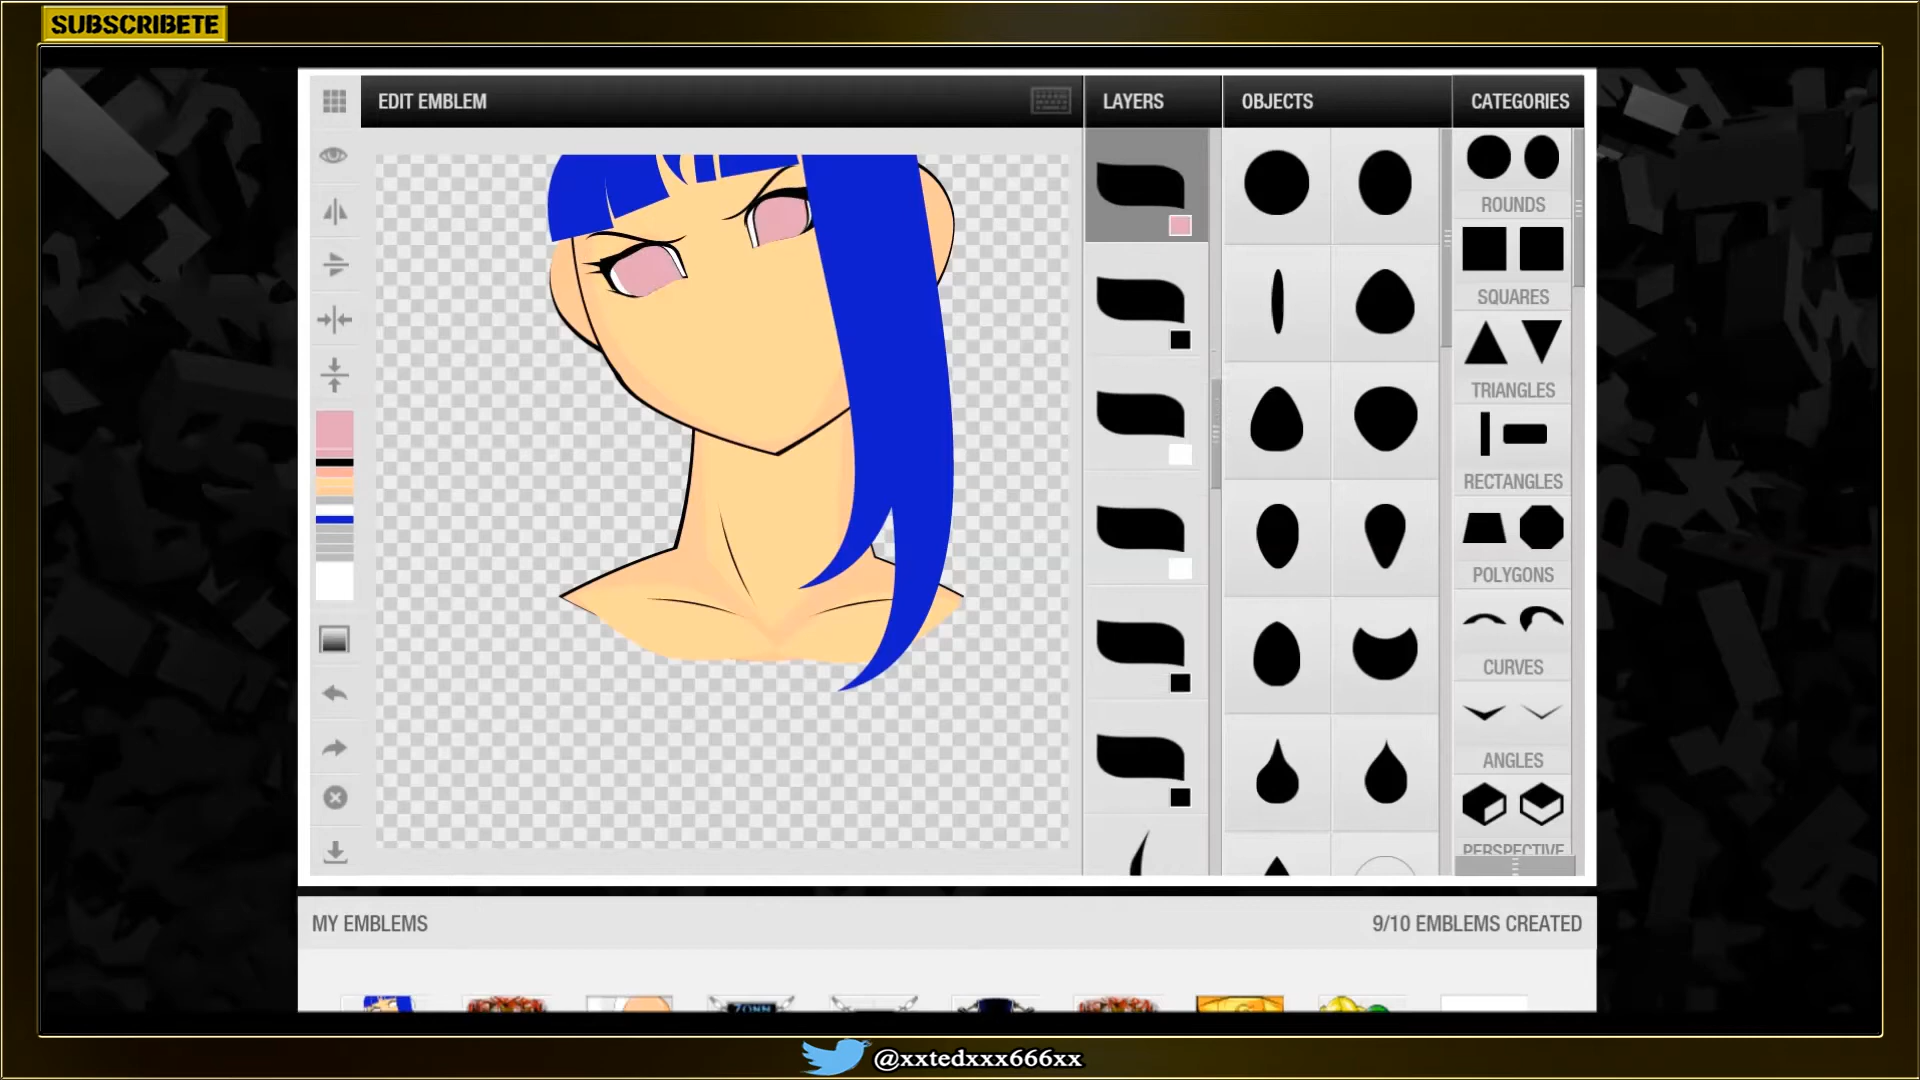 SUBSCRIBETE
EDIT EMBLEM
LAYERS
OBJECTS
CATEGORIES
ROUNDS
SQUARES
TRIANGLES
RECTANGLES
POLYGONS
CURVES
ANGLES
PERSPECTIVE
MY EMBLEMS
9/10 EMBLEMS CREATED
ZONN
@xxtedxxx666xx